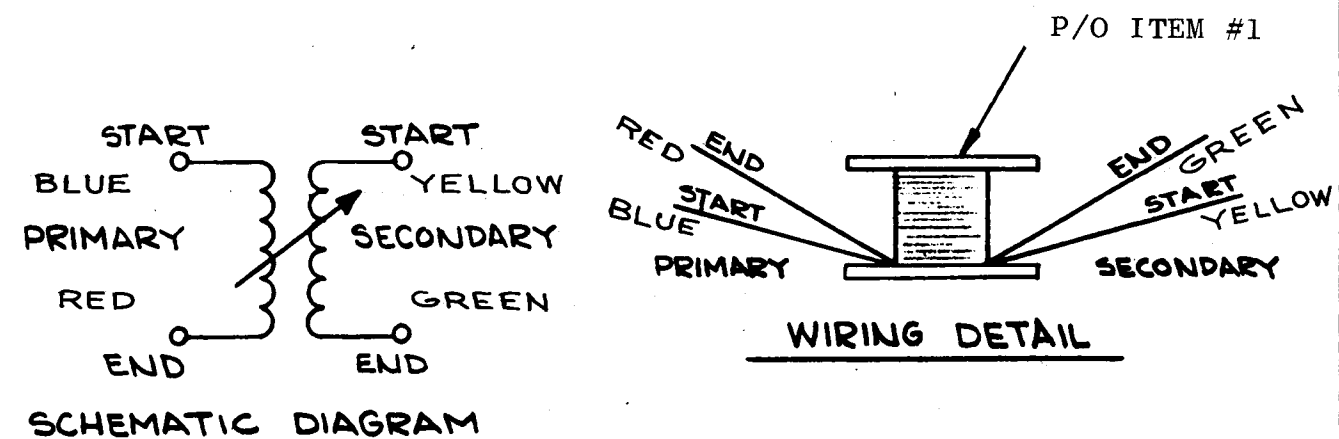 P/O ITEM #1
START
START
BLUE
YELLOW
PRIMARY
SECONDARY
RED
GREEN
END
END
SCHEMATIC DIAGRAM
RED
END
BLUE
START
PRIMARY
END
GREEN
START
YELLOW
SECONDARY
WIRING DETAIL